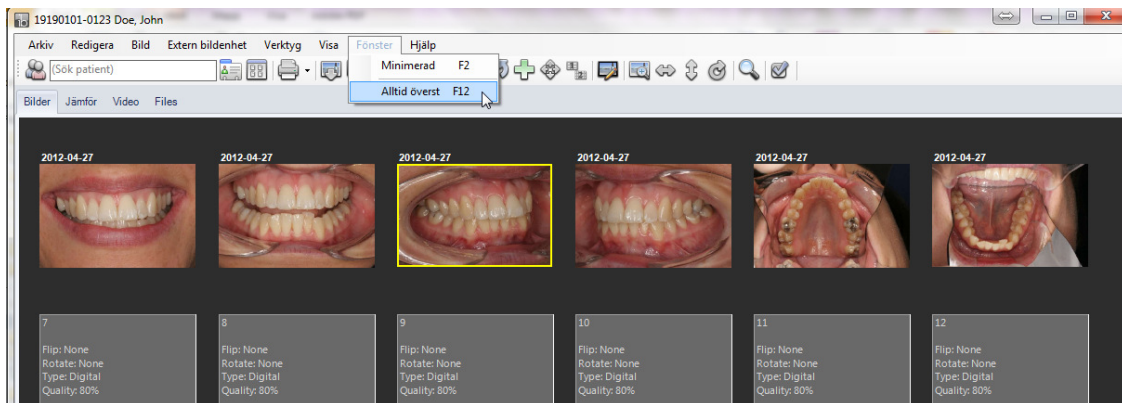 19190101-0123 Doe, John
Arkiv Redigera Bild Extern bildenhet Verktyg Visa Fönster Hjälp
(Sök patient)
Minimerad F2
Alltid överst F12
Bilder Jämför Video Files
2012-04-27 2012-04-27 2012-04-27 2012-04-27 2012-04-27 2012-04-27
7 8 9 10 11 12
Flip: None Flip: None Flip: None Flip: None Flip: None Flip: None
Rotate: None Rotate: None Rotate: None Rotate: None Rotate: None Rotate: None
Type: Digital Type: Digital Type: Digital Type: Digital Type: Digital Type: Digital
Quality: 80% Quality: 80% Quality: 80% Quality: 80% Quality: 80% Quality: 80%